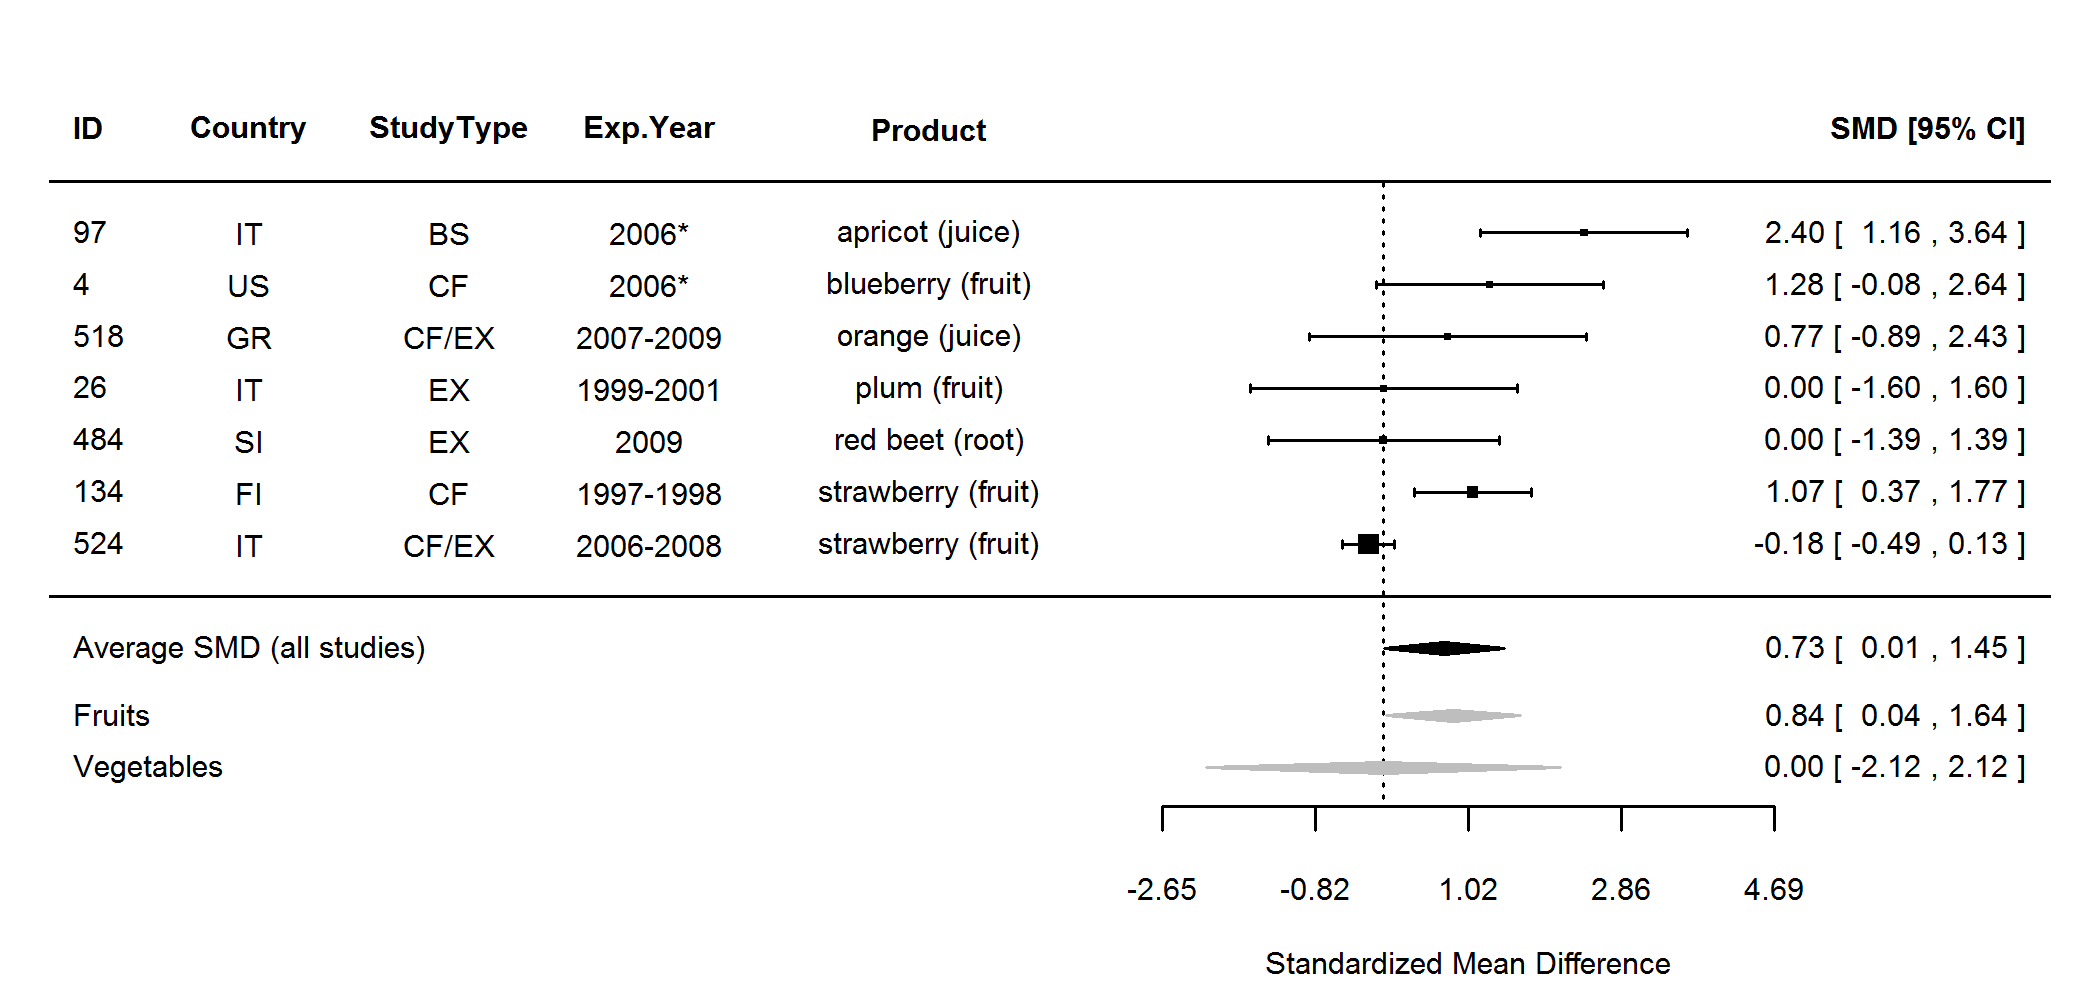 ID Country StudyType Exp.Year Product SMD [95% CI]
97 IT BS 2006* apricot (juice) 2.40 [ 1.16 , 3.64 ]
4 US CF 2006* blueberry (fruit) 1.28 [ -0.08 , 2.64 ]
518 GR CF/EX 2007-2009 orange (juice) 0.77 [ -0.89 , 2.43 ]
26 IT EX 1999-2001 plum (fruit) 0.00 [ -1.60 , 1.60 ]
484 SI EX 2009 red beet (root) 0.00 [ -1.39 , 1.39 ]
134 FI CF 1997-1998 strawberry (fruit) 1.07 [ 0.37 , 1.77 ]
524 IT CF/EX 2006-2008 strawberry (fruit) -0.18 [ -0.49 , 0.13 ]
Average SMD (all studies) 0.73 [ 0.01 , 1.45 ]
Fruits 0.84 [ 0.04 , 1.64 ]
Vegetables 0.00 [ -2.12 , 2.12 ]
-2.65 -0.82 1.02 2.86 4.69
Standardized Mean Difference